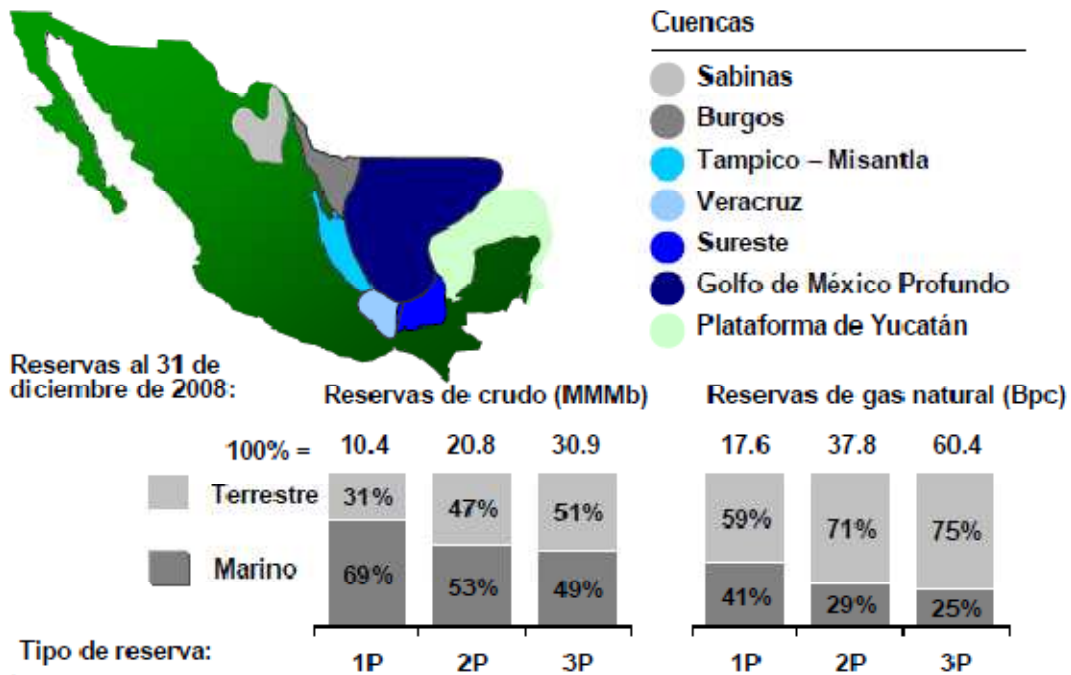 Cuencas
Sabinas
Burgos
Tampico – Misantla
Veracruz
Sureste
Golfo de México Profundo
Plataforma de Yucatán
Reservas al 31 de
diciembre de 2008:
Reservas de crudo (MMMb)
Reservas de gas natural (Bpc)
100% = 10.4 20.8 30.9 17.6 37.8 60.4
Terrestre 31% 47% 51% 59% 71% 75%
Marino 69% 53% 49% 41% 29% 25%
Tipo de reserva: 1P 2P 3P 1P 2P 3P